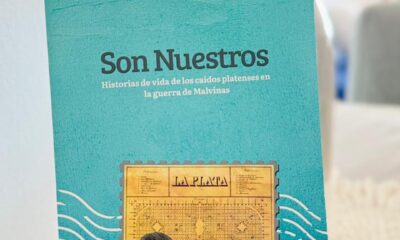 Son Nuestros
Historias de vida de los caídos platenses en
la guerra de Malvinas
LA PLATA